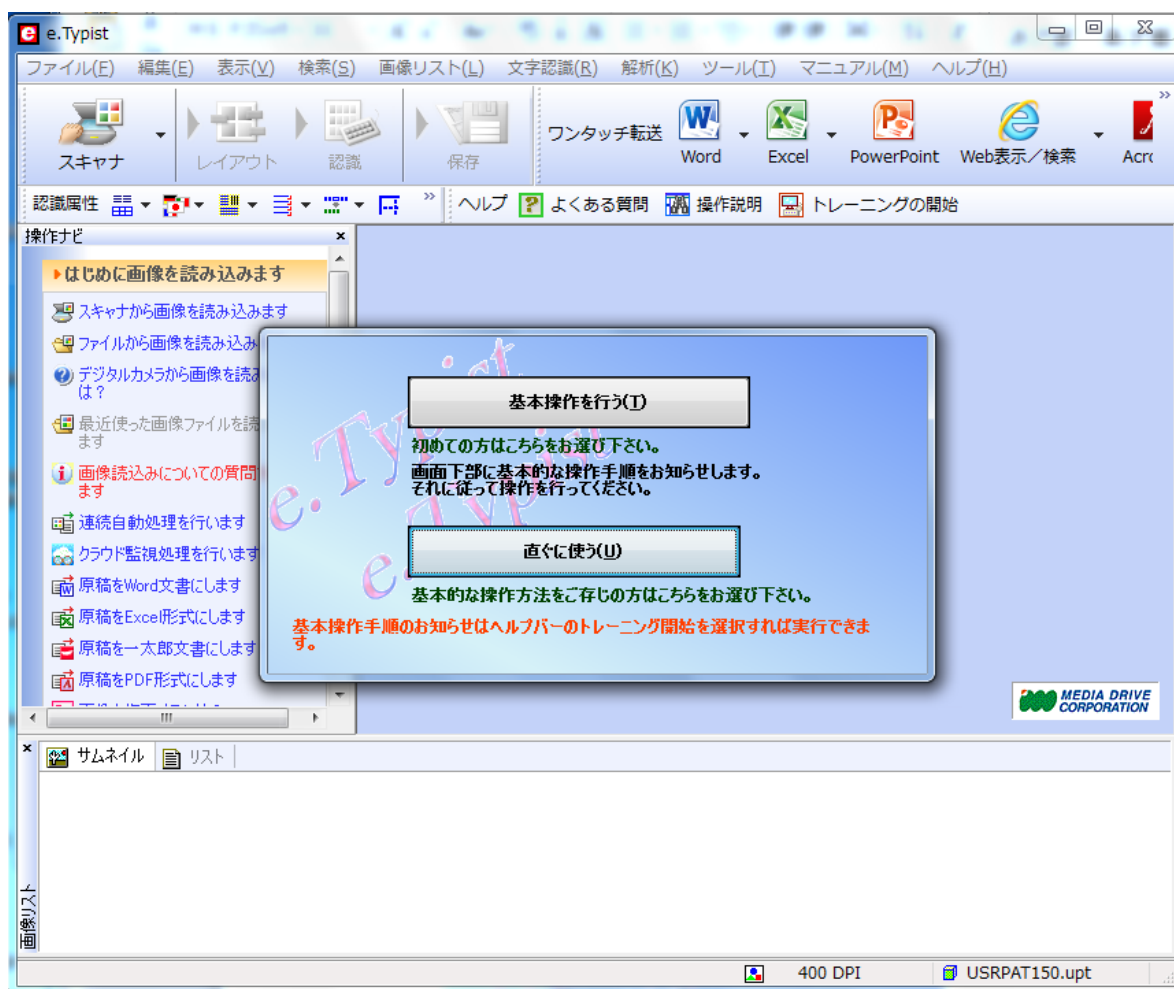 e.Typist
ファイル(F) 編集(E) 表示(V) 検索(S) 画像リスト(L) 文字認識(R) 解析(K) ツール(T) マニュアル(M) ヘルプ(H)
スキャナ レイアウト 認識 保存 ワンタッチ転送 Word Excel PowerPoint Web表示／検索
認識属性 ヘルプ よくある質問 操作説明 トレーニングの開始
操作ナビ
はじめに画像を読み込みます
スキャナから画像を読み込みます
ファイルから画像を読み込み
デジタルカメラから画像を読
は？
最近使った画像ファイルを読
ます
画像読込みについての質問
ます
連続自動処理を行います
クラウド監視処理を行います
原稿をWord文書にします
原稿をExcel形式にします
原稿を一太郎文書にします
原稿をPDF形式にします
e.Typist
e.Typist
基本操作を行う(T)
初めての方はこちらをお選び下さい。
画面下部に基本的な操作手順をお知らせします。
それに従って操作を行ってください。
直ぐに使う(U)
基本的な操作方法をご存じの方はこちらをお選び下さい。
基本操作手順のお知らせはヘルプバーのトレーニング開始を選択すれば実行できま
す。
MEDIA DRIVE
CORPORATION
サムネイル リスト
画像リスト
400 DPI USRPAT150.upt